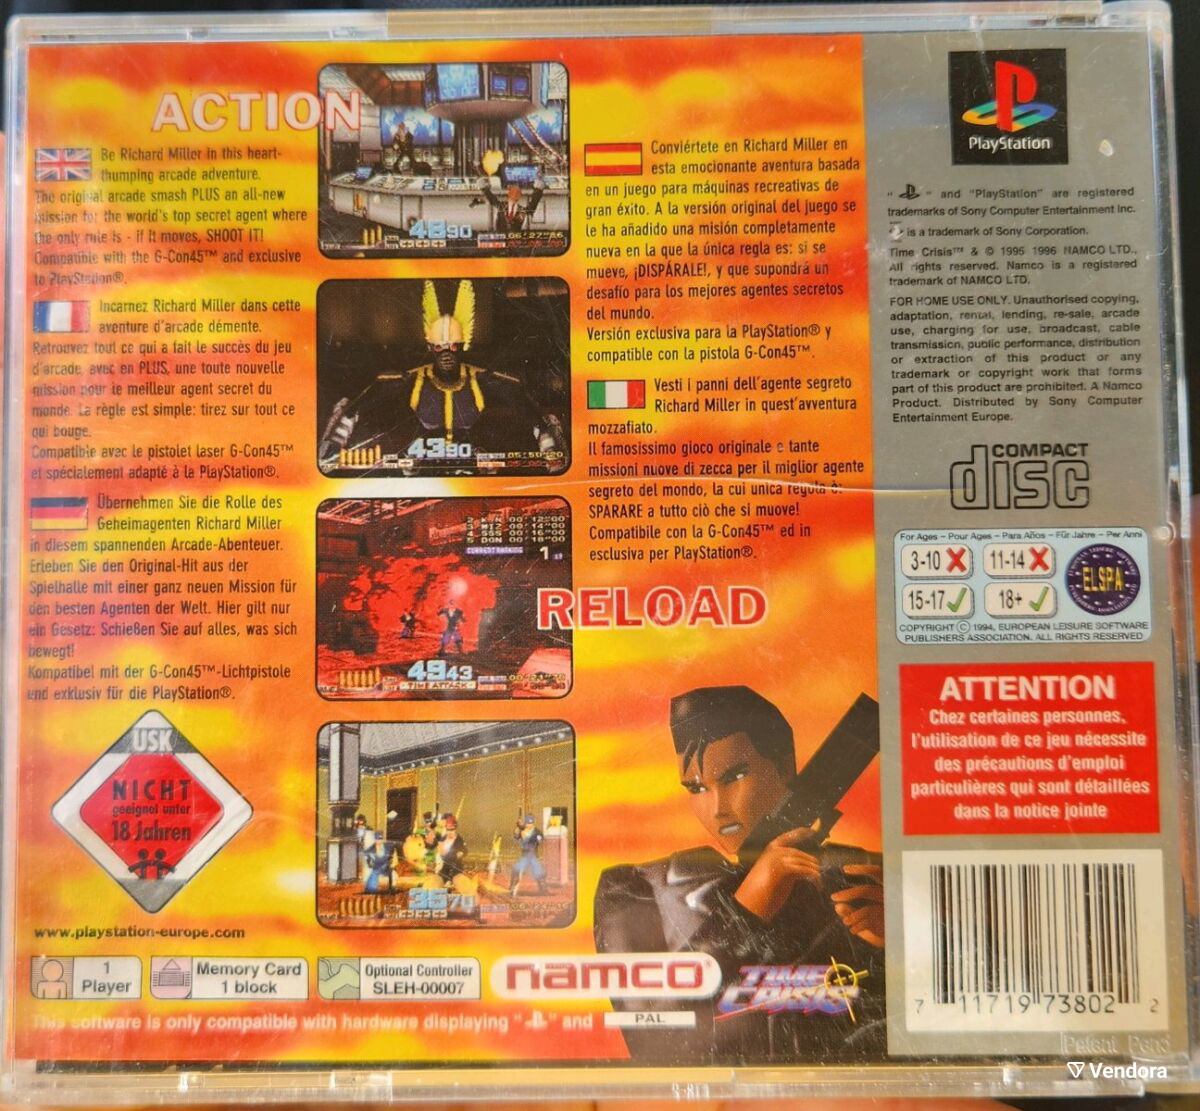 ACTION
Be Richard Miller in this heart-
thumping arcade adventure.
The original arcade smash PLUS an all-new
mission for the world's top secret agent where
the only rule is - if it moves, SHOOT IT!
Compatible with the G-Con45™ and exclusive
to PlayStation®.
Incarnez Richard Miller dans cette
aventure d'arcade démente.
Retrouvez tout ce qui a fait le succès du jeu
d'arcade, avec en PLUS, une toute nouvelle
mission pour le meilleur agent secret du
monde. La règle est simple: tirez sur tout ce
qui bouge.
Compatible avec le pistolet laser G-Con45™
et spécialement adapté à la PlayStation®.
Übernehmen Sie die Rolle des
Geheimagenten Richard Miller
in diesem spannenden Arcade-Abenteuer.
Erleben Sie den Original-Hit aus der
Spielhalle mit einer ganz neuen Mission für
den besten Agenten der Welt. Hier gilt nur
ein Gesetz: Schießen Sie auf alles, was sich
bewegt!
Kompatibel mit der G-Con45™-Lichtpistole
und exklusiv für die PlayStation®.
USK
NICHT
geeignet unter
18 Jahren
www.playstation-europe.com
1
Player
Memory Card
1 block
Optional Controller
SLEH-00007
namco®
TIME
CRISIS
This software is only compatible with hardware displaying " " and PAL
4890
4390
4943
TIME ATTACK
3570
Conviértete en Richard Miller en
esta emocionante aventura basada
en un juego para máquinas recreativas de
gran éxito. A la versión original del juego se
le ha añadido una misión completamente
nueva en la que la única regla es: si se
mueve, ¡DISPÁRALE!, y que supondrá un
desafío para los mejores agentes secretos
del mundo.
Versión exclusiva para la PlayStation® y
compatible con la pistola G-Con45™.
Vesti i panni dell'agente segreto
Richard Miller in quest'avventura
mozzafiato.
Il famosissimo gioco originale e tante
missioni nuove di zecca per il miglior agente
segreto del mondo, la cui unica regola è:
SPARARE a tutto ciò che si muove!
Compatibile con la G-Con45™ ed in
esclusiva per PlayStation®.
RELOAD
PlayStation
" " and "PlayStation" are registered
trademarks of Sony Computer Entertainment Inc.
is a trademark of Sony Corporation.
Time Crisis™ & © 1995 1996 NAMCO LTD.,
All rights reserved. Namco is a registered
trademark of NAMCO LTD.
FOR HOME USE ONLY. Unauthorised copying,
adaptation, rental, lending, re-sale, arcade
use, charging for use, broadcast, cable
transmission, public performance, distribution
or extraction of this product or any
trademark or copyright work that forms
part of this product are prohibited. A Namco
Product. Distributed by Sony Computer
Entertainment Europe.
COMPACT
disc
For Ages - Pour Ages - Para Años - Für Jahre - Per Anni
3-10 11-14
15-17 18+
ELSPA
COPYRIGHT © 1994, EUROPEAN LEISURE SOFTWARE
PUBLISHERS ASSOCIATION. ALL RIGHTS RESERVED
ATTENTION
Chez certaines personnes,
l'utilisation de ce jeu nécessite
des précautions d'emploi
particulières qui sont détaillées
dans la notice jointe
7 11719 73802 2
Patent Pend
Vendora